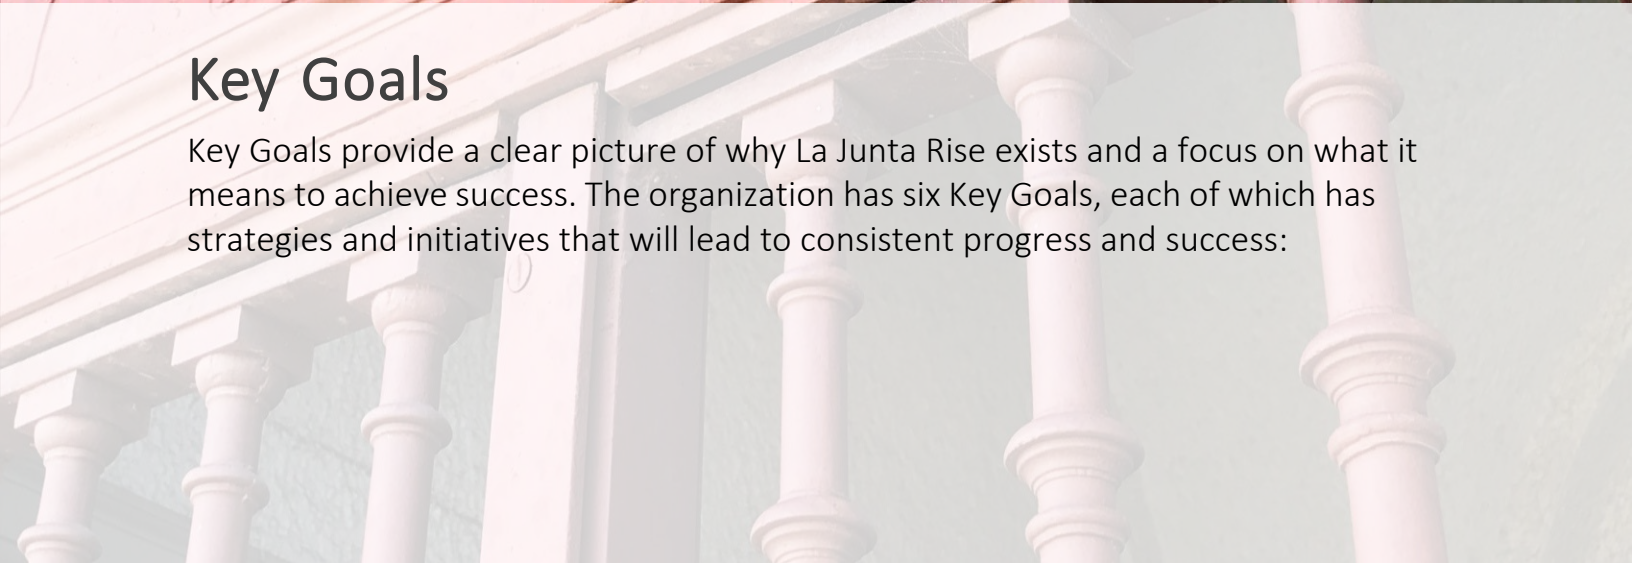 Key Goals
Key Goals provide a clear picture of why La Junta Rise exists and a focus on what it
means to achieve success. The organization has six Key Goals, each of which has
strategies and initiatives that will lead to consistent progress and success: